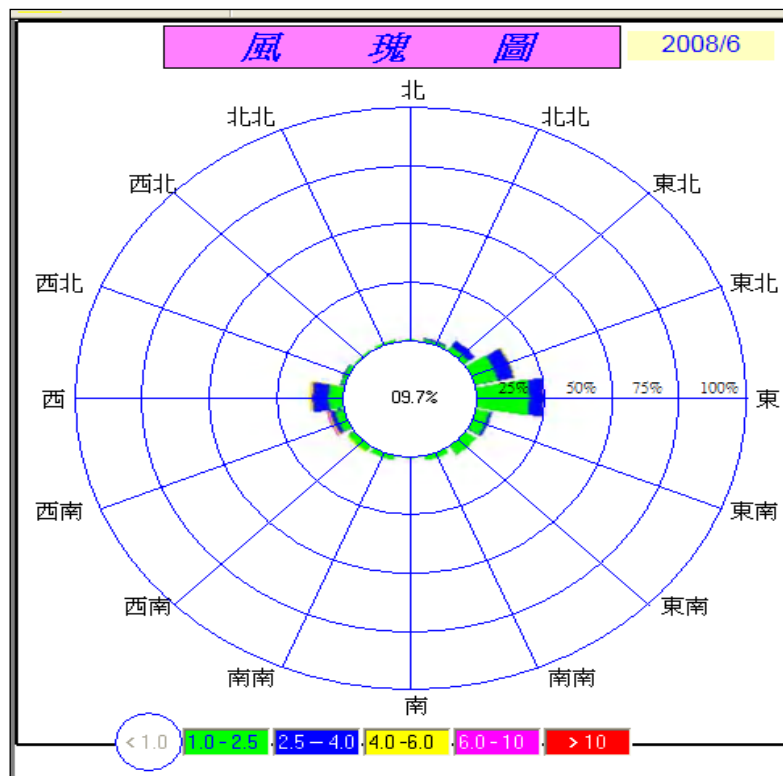 風 瑰 圖 2008/6
北
北北 北北
西北 東北
西北 東北
西 09.7% 25% 50% 75% 100% 東
西南 東南
西南 東南
南南 南南
南
< 1.0 1.0 - 2.5 2.5 — 4.0 4.0 -6.0 6.0 - 10 > 10